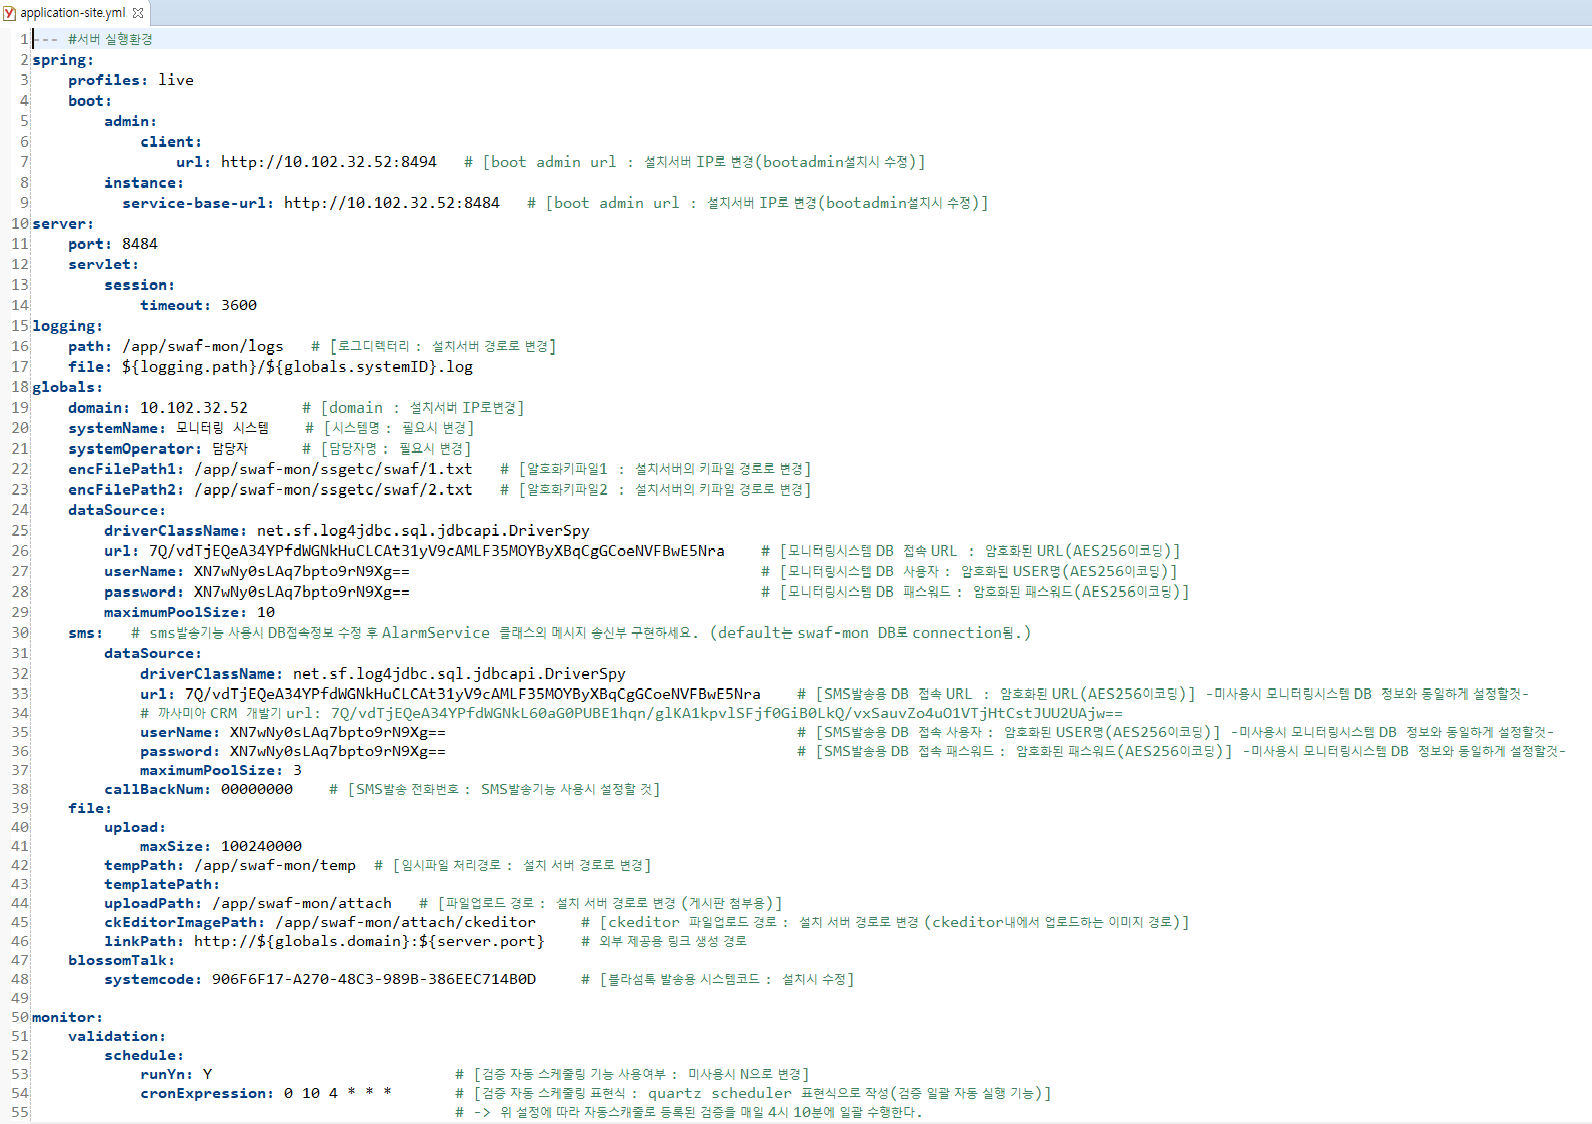 application-site.yml
1 --- #서버 실행환경
2 spring:
3 profiles: live
4 boot:
5 admin:
6 client:
7 url: http://10.102.32.52:8494 # [boot admin url : 설치서버 IP로 변경(bootadmin설치시 수정)]
8 instance:
9 service-base-url: http://10.102.32.52:8484 # [boot admin url : 설치서버 IP로 변경(bootadmin설치시 수정)]
10 server:
11 port: 8484
12 servlet:
13 session:
14 timeout: 3600
15 logging:
16 path: /app/swaf-mon/logs # [로그디렉터리 : 설치서버 경로로 변경]
17 file: ${logging.path}/${globals.systemID}.log
18 globals:
19 domain: 10.102.32.52 # [domain : 설치서버 IP로변경]
20 systemName: 모니터링 시스템 # [시스템명 : 필요시 변경]
21 systemOperator: 담당자 # [담당자명 : 필요시 변경]
22 encFilePath1: /app/swaf-mon/ssgetc/swaf/1.txt # [암호화키파일1 : 설치서버의 키파일 경로로 변경]
23 encFilePath2: /app/swaf-mon/ssgetc/swaf/2.txt # [암호화키파일2 : 설치서버의 키파일 경로로 변경]
24 dataSource:
25 driverClassName: net.sf.log4jdbc.sql.jdbcapi.DriverSpy
26 url: 7Q/vdTjEQeA34YPfdWGNkHuCLCAt31yV9cAMLF35MOYByXBqCgGCoeNVFBwE5Nra # [모니터링시스템 DB 접속 URL : 암호화된 URL(AES256이코딩)]
27 userName: XN7wNy0sLAq7bpto9rN9Xg== # [모니터링시스템 DB 사용자 : 암호화된 USER명(AES256이코딩)]
28 password: XN7wNy0sLAq7bpto9rN9Xg== # [모니터링시스템 DB 패스워드 : 암호화된 패스워드(AES256이코딩)]
29 maximumPoolSize: 10
30 sms: # sms발송기능 사용시 DB접속정보 수정 후 AlarmService 클래스의 메시지 송신부 구현하세요. (default는 swaf-mon DB로 connection됨.)
31 dataSource:
32 driverClassName: net.sf.log4jdbc.sql.jdbcapi.DriverSpy
33 url: 7Q/vdTjEQeA34YPfdWGNkHuCLCAt31yV9cAMLF35MOYByXBqCgGCoeNVFBwE5Nra # [SMS발송용 DB 접속 URL : 암호화된 URL(AES256이코딩)] -미사용시 모니터링시스템 DB 정보와 동일하게 설정할것-
34 # 까사미아 CRM 개발기 url: 7Q/vdTjEQeA34YPfdWGNkL60aG0PUBE1hqn/glKA1kpvlSFjf0GiB0LkQ/vxSauvZo4uO1VTjHtCstJUU2UAjw==
35 userName: XN7wNy0sLAq7bpto9rN9Xg== # [SMS발송용 DB 접속 사용자 : 암호화된 USER명(AES256이코딩)] -미사용시 모니터링시스템 DB 정보와 동일하게 설정할것-
36 password: XN7wNy0sLAq7bpto9rN9Xg== # [SMS발송용 DB 접속 패스워드 : 암호화된 패스워드(AES256이코딩)] -미사용시 모니터링시스템 DB 정보와 동일하게 설정할것-
37 maximumPoolSize: 3
38 callBackNum: 00000000 # [SMS발송 전화번호 : SMS발송기능 사용시 설정할 것]
39 file:
40 upload:
41 maxSize: 100240000
42 tempPath: /app/swaf-mon/temp # [임시파일 처리경로 : 설치 서버 경로로 변경]
43 templatePath:
44 uploadPath: /app/swaf-mon/attach # [파일업로드 경로 : 설치 서버 경로로 변경 (게시판 첨부용)]
45 ckEditorImagePath: /app/swaf-mon/attach/ckeditor # [ckeditor 파일업로드 경로 : 설치 서버 경로로 변경 (ckeditor내에서 업로드하는 이미지 경로)]
46 linkPath: http://${globals.domain}:${server.port} # 외부 제공용 링크 생성 경로
47 blossomTalk:
48 systemcode: 906F6F17-A270-48C3-989B-386EEC714B0D # [블라섬톡 발송용 시스템코드 : 설치시 수정]
49
50 monitor:
51 validation:
52 schedule:
53 runYn: Y # [검증 자동 스케줄링 기능 사용여부 : 미사용시 N으로 변경]
54 cronExpression: 0 10 4 * * * # [검증 자동 스케줄링 표현식 : quartz scheduler 표현식으로 작성(검증 일괄 자동 실행 기능)]
55 # -> 위 설정에 따라 자동스캐줄로 등록된 검증을 매일 4시 10분에 일괄 수행한다.